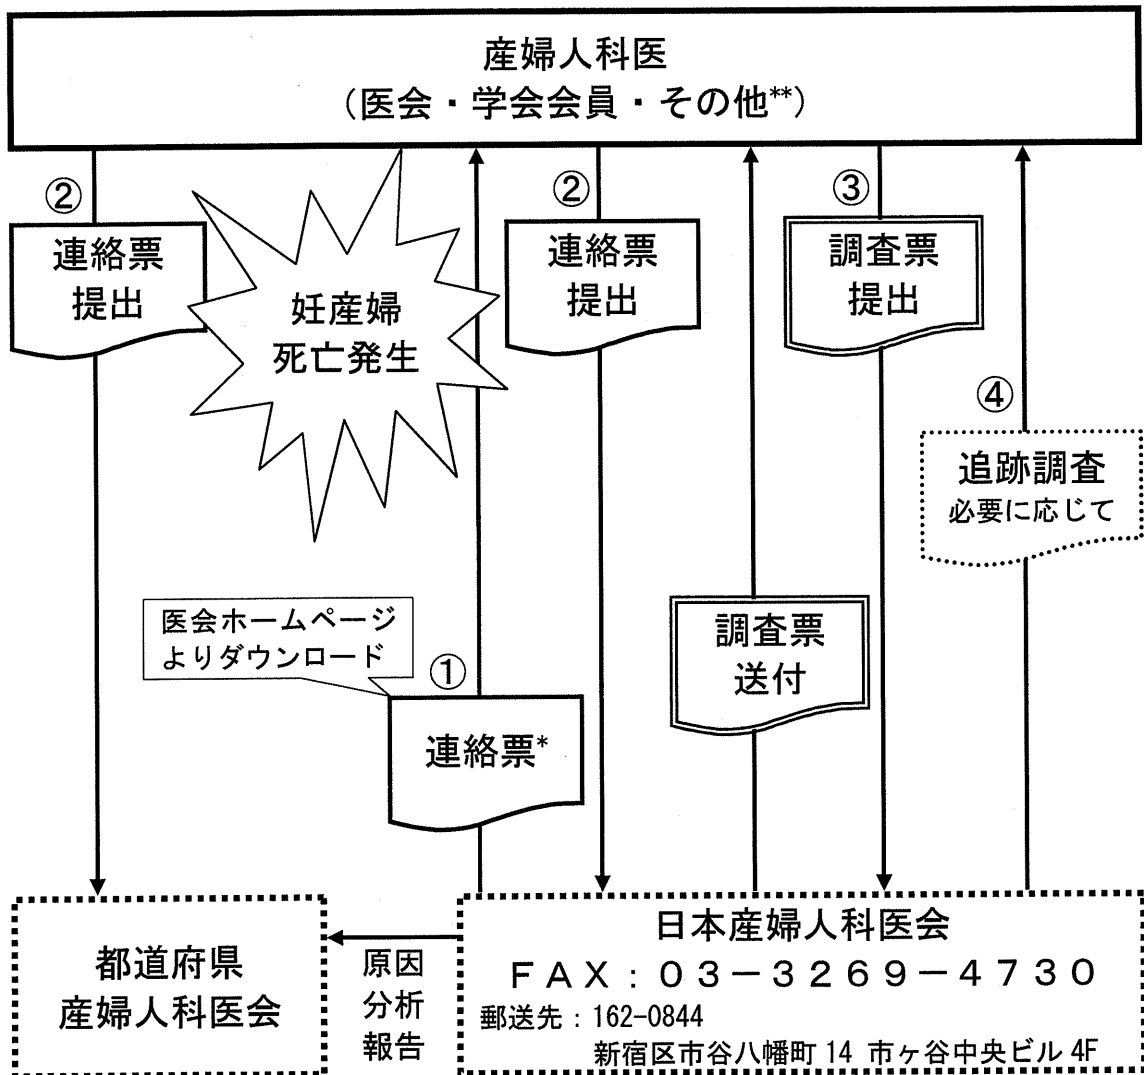 産婦人科医
（医会・学会会員・その他**）
②
連絡票
提出
妊産婦
死亡発生
②
連絡票
提出
③
調査票
提出
④
追跡調査
必要に応じて
医会ホームページ
よりダウンロード
①
連絡票*
調査票
送付
都道府県
産婦人科医会
原因
分析
報告
日本産婦人科医会
ＦＡＸ：０３－３２６９－４７３０
郵送先：162-0844
新宿区市谷八幡町14 市ヶ谷中央ビル4F